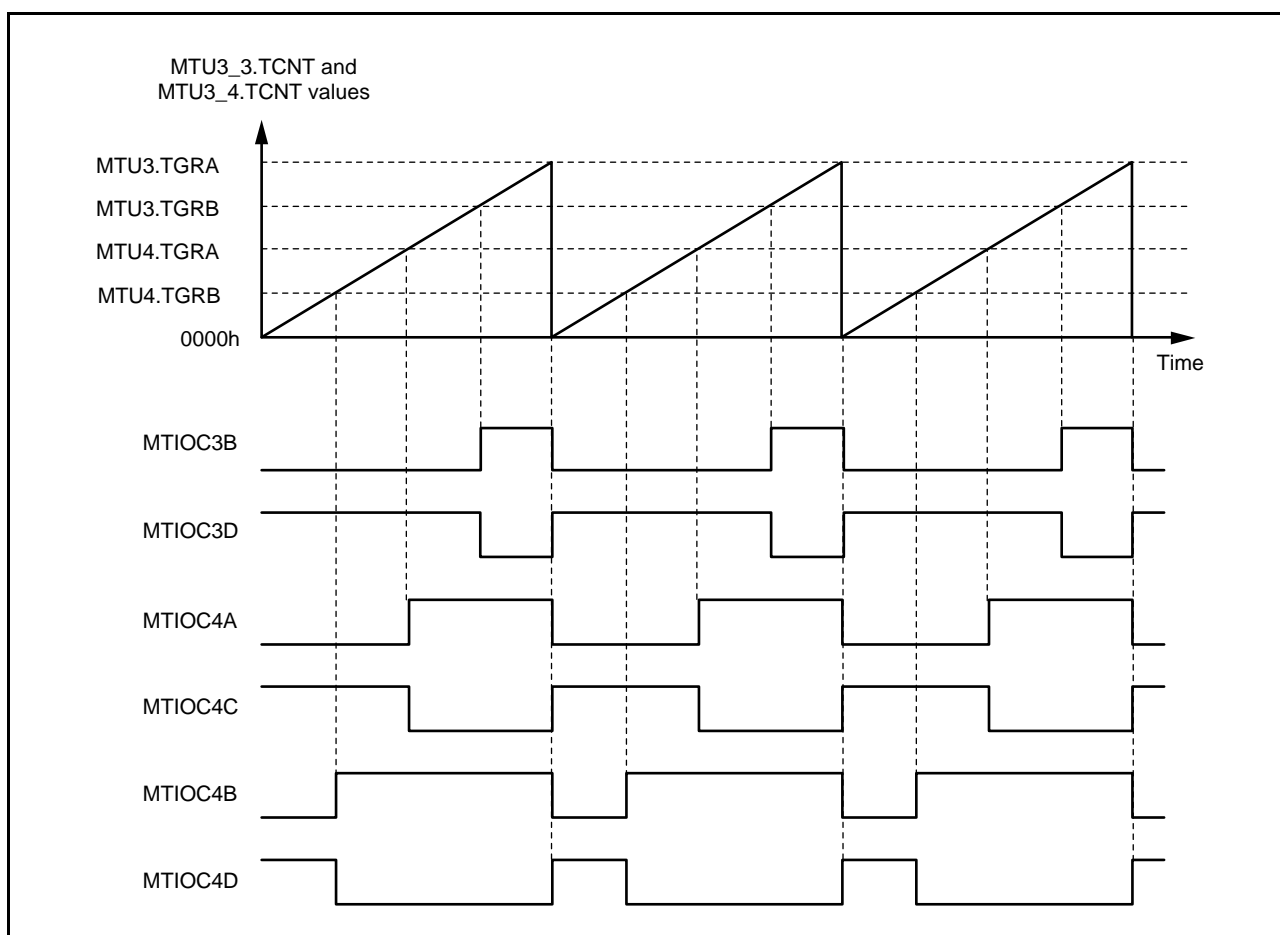 MTU3_3.TCNT and
MTU3_4.TCNT values
MTU3.TGRA
MTU3.TGRB
MTU4.TGRA
MTU4.TGRB
0000h
Time
MTIOC3B
MTIOC3D
MTIOC4A
MTIOC4C
MTIOC4B
MTIOC4D